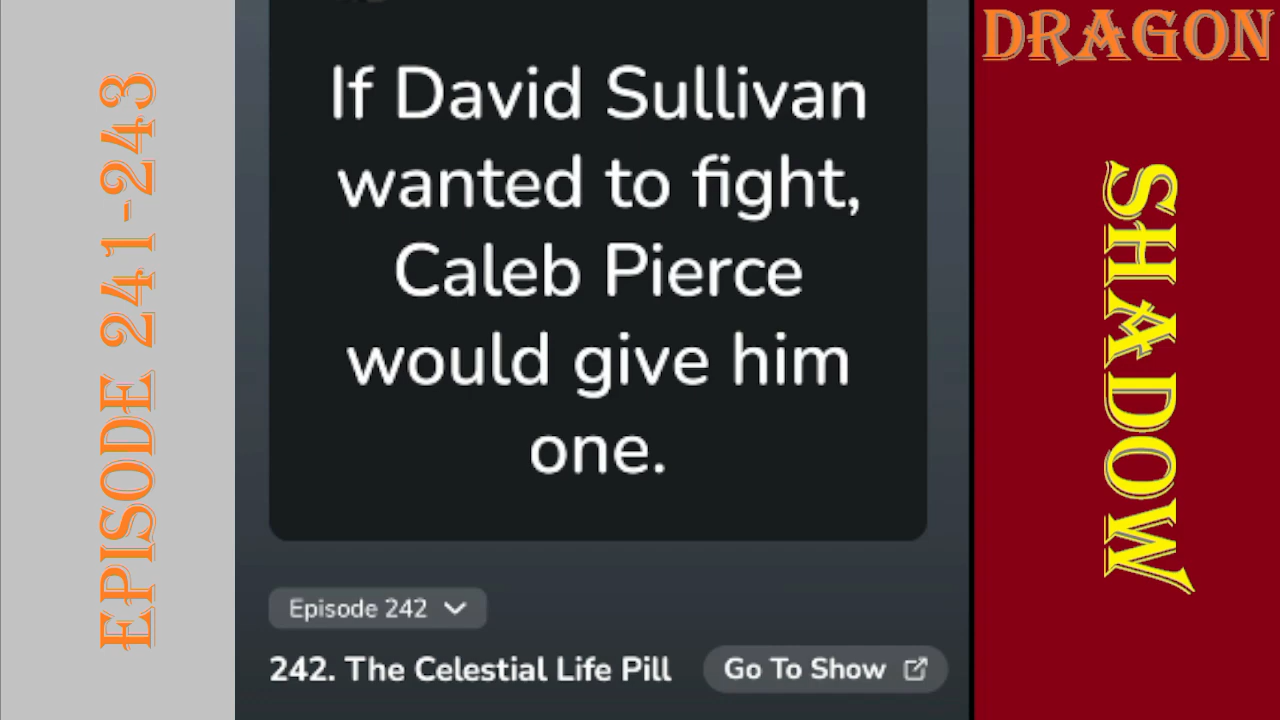 EPISODE 241-243
If David Sullivan
wanted to fight,
Caleb Pierce
would give him
one.
Episode 242
242. The Celestial Life Pill
Go To Show
DRAGON
SHADOW